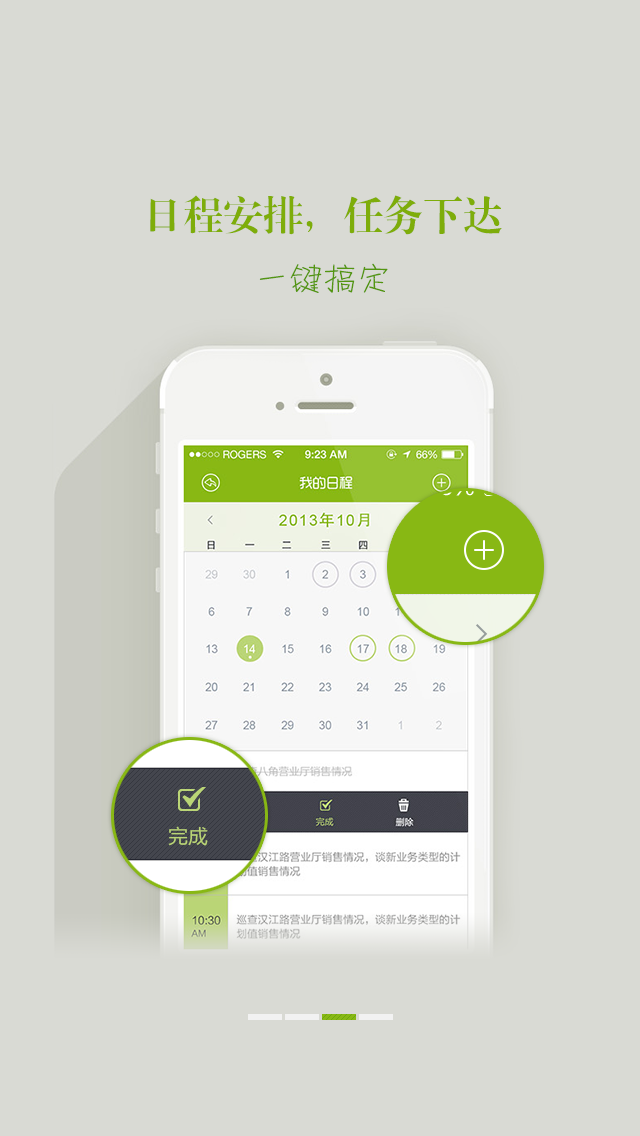 日程安排，任务下达
一键搞定
ROGERS 9:23 AM 66%
我的日程
2013年10月
日 一 二 三 四
29 30 1 2 3
6 7 8 9 10
13 14 15 16 17 18 19
20 21 22 23 24 25 26
27 28 29 30 31 1 2
八角营业厅销售情况
完成
完成 删除
汉江路营业厅销售情况，谈新业务类型的计
值销售情况
10:30 AM
巡查汉江路营业厅销售情况，谈新业务类型的计
划值销售情况